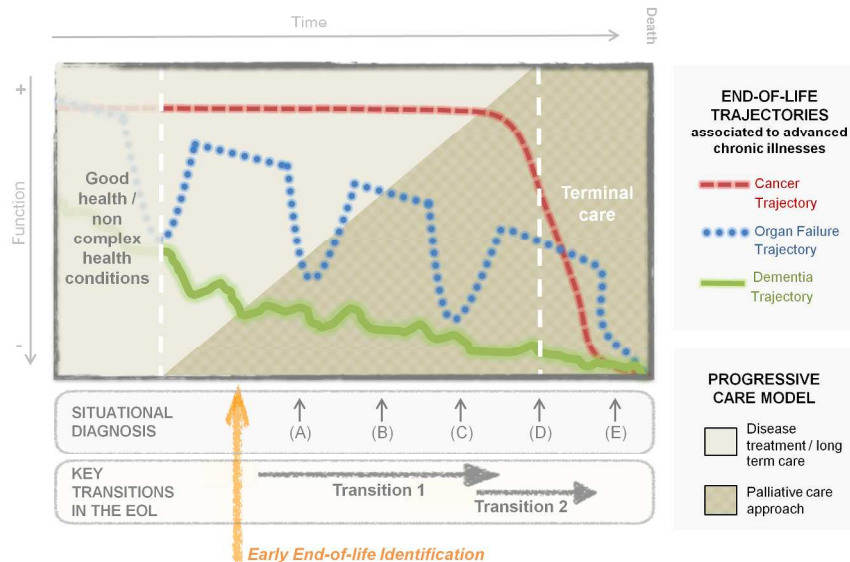 Time
Death
+
Function
-
Good
health /
non
complex
health
conditions
Terminal
care
END-OF-LIFE
TRAJECTORIES
associated to advanced
chronic illnesses
Cancer
Trajectory
Organ Failure
Trajectory
Dementia
Trajectory
PROGRESSIVE
CARE MODEL
Disease
treatment / long
term care
Palliative care
approach
SITUATIONAL
DIAGNOSIS
(A)
(B)
(C)
(D)
(E)
KEY
TRANSITIONS
IN THE EOL
Transition 1
Transition 2
Early End-of-life Identification